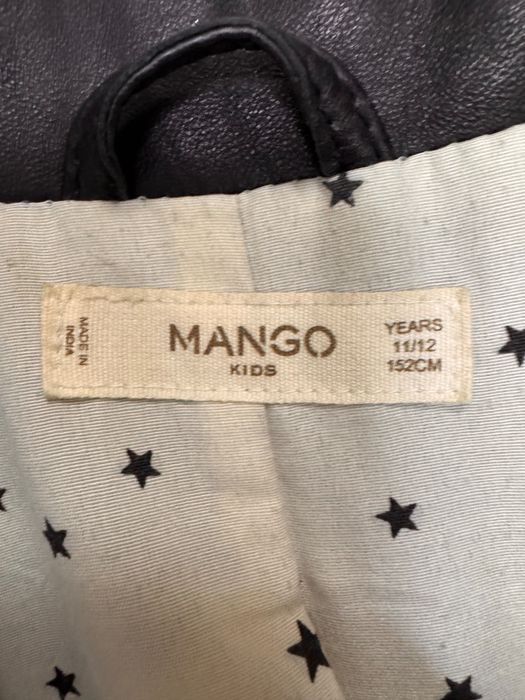 MADE IN
INDIA
MANGO
KIDS
YEARS
11/12
152CM